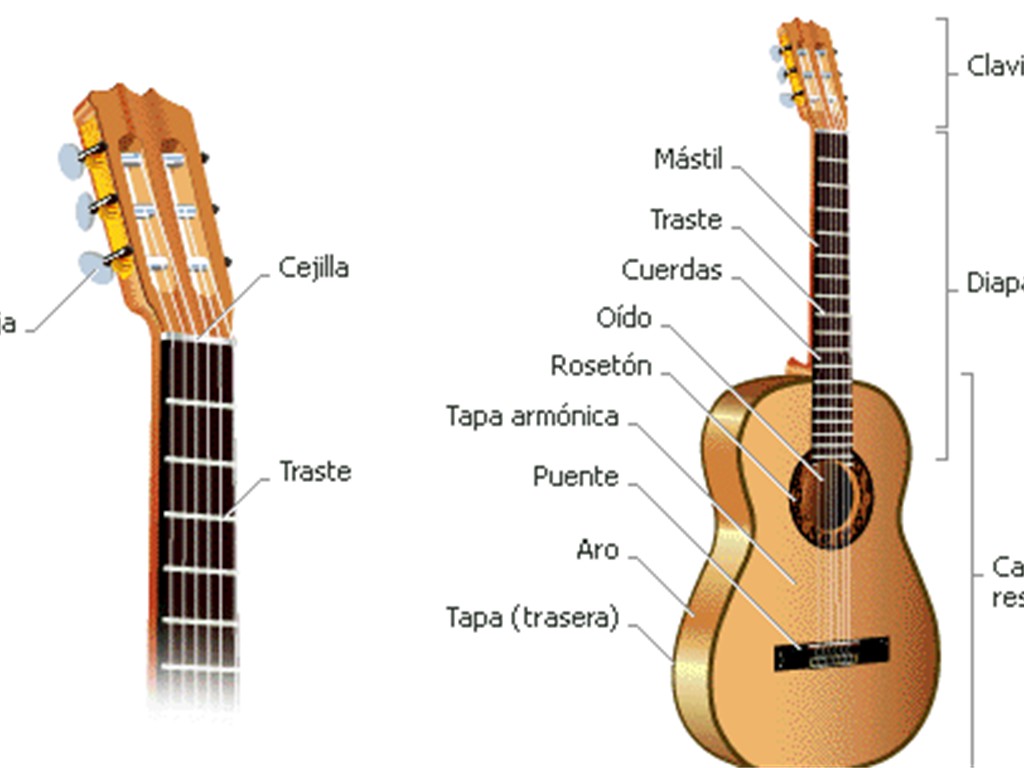 Clavi
Mástil
Traste
Cuerdas
Cejilla
Diapa
ja
Oído
Rosetón
Tapa armónica
Traste
Puente
Aro
Ca
res
Tapa (trasera)